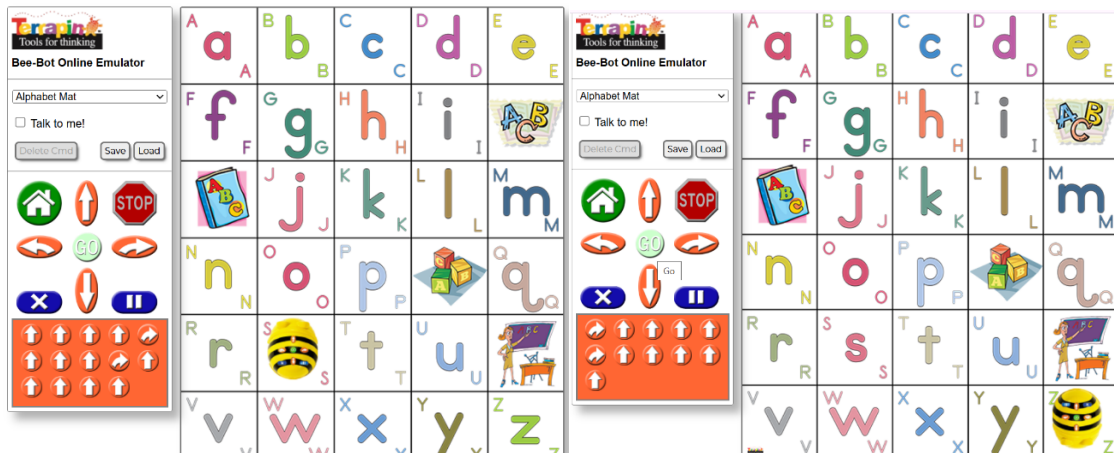 Terrapin
Tools for thinking
Bee-Bot Online Emulator
Alphabet Mat
Talk to me!
Delete Cmd Save Load
STOP
GO
A a A B b B C c C D d D E e E
F f F G g G H h H I i I A B C
A B C J j J K k K L l L M m M
N n N O o O P p P Q q Q
R r R S S T t T U u U
v W w W X x X Y y Y Z z Z
Terrapin
Tools for thinking
Bee-Bot Online Emulator
Alphabet Mat
Talk to me!
Delete Cmd Save Load
STOP
GO
Go
A a A B b B C c C D d D E e E
F f F G g G H h H I i I A B C
A B C J j J K k K L l L M m M
N n N O o O P p P Q q Q
R r R S s S T t T U u U
v W w W X x X Y y Y Z Z